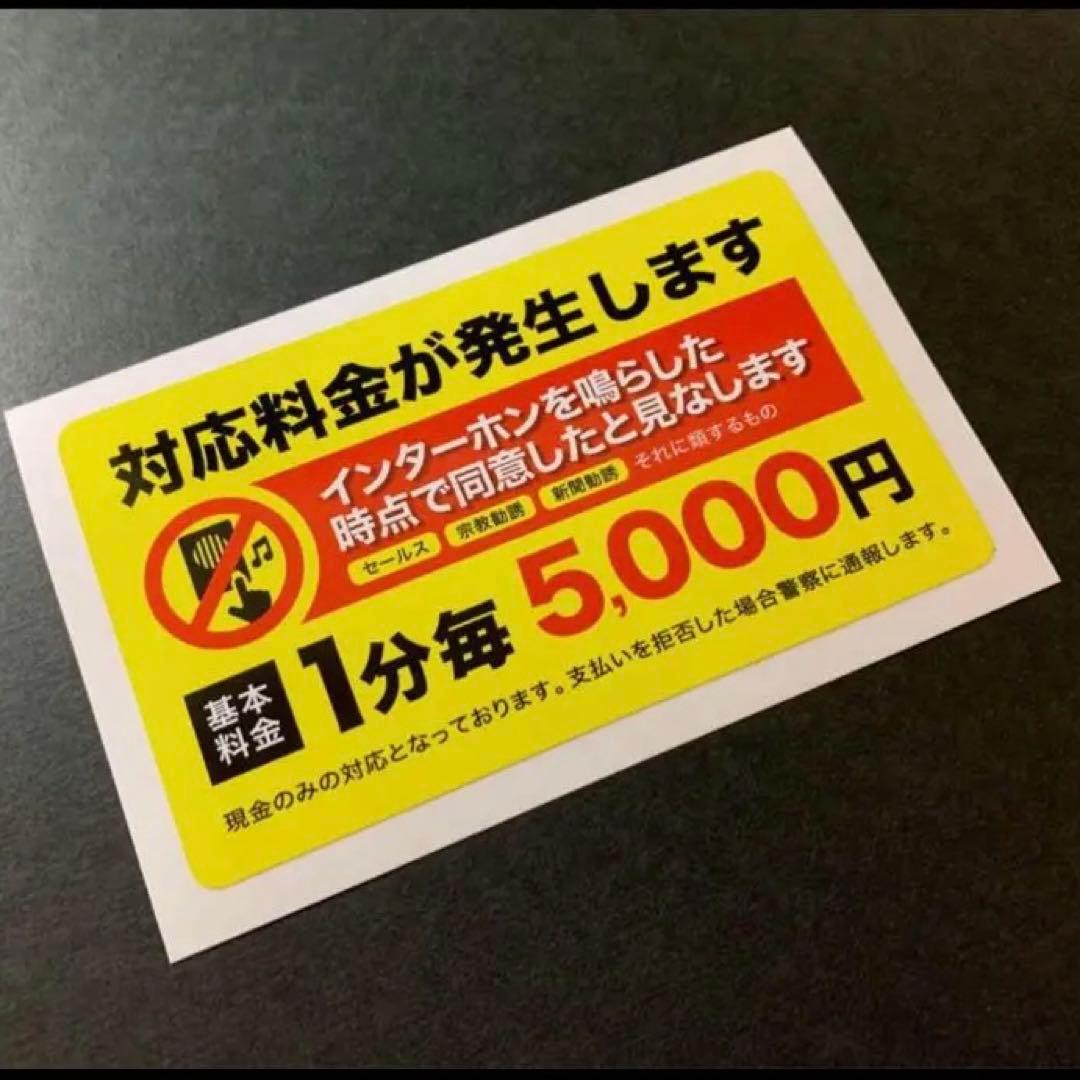 対応料金が発生します
インターホンを鳴らした
時点で同意したと見なします
セールス 宗教勧誘 新聞勧誘 それに類するもの
基本
料金
1分毎 5,000円
現金のみの対応となっております。支払いを拒否した場合警察に通報します。